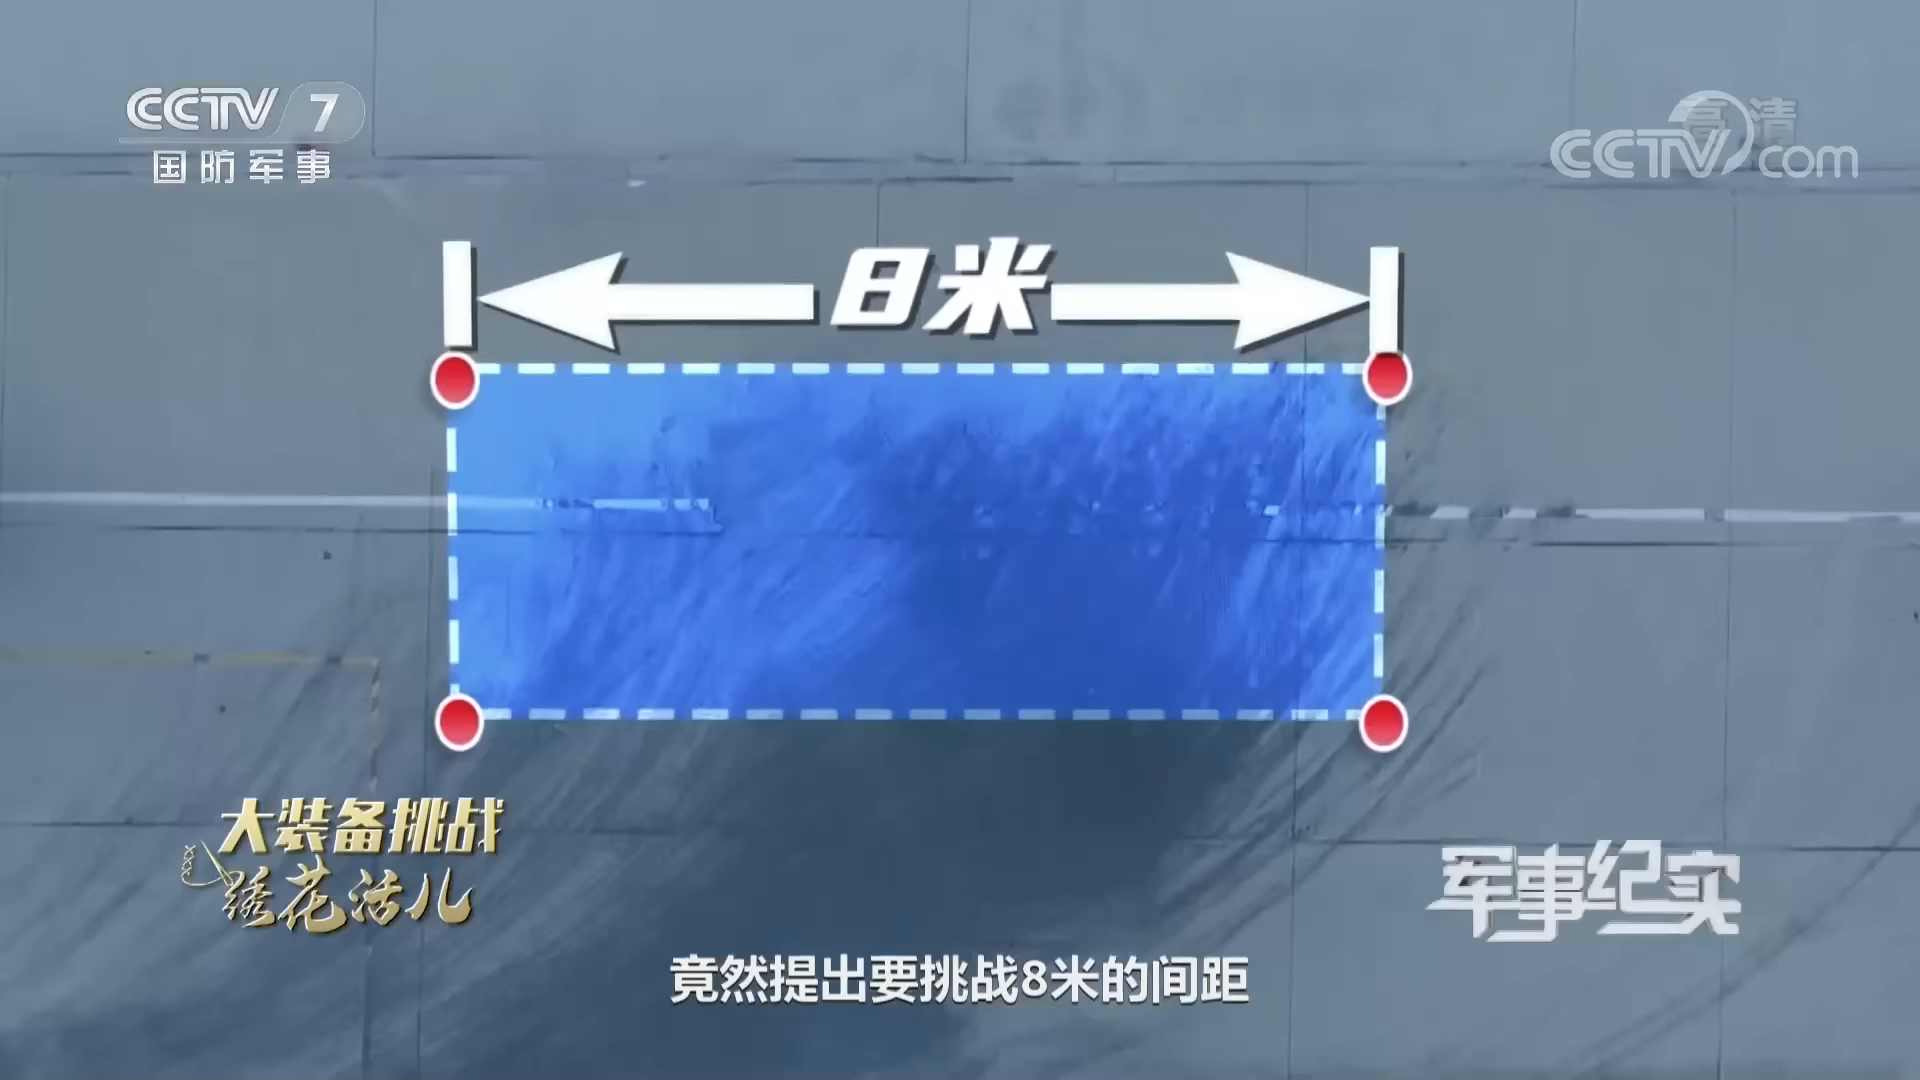 CCTV 7
国防军事
高清
CCTV.com
8米
大装备挑战
绣花活儿
军事纪实
竟然提出要挑战8米的间距